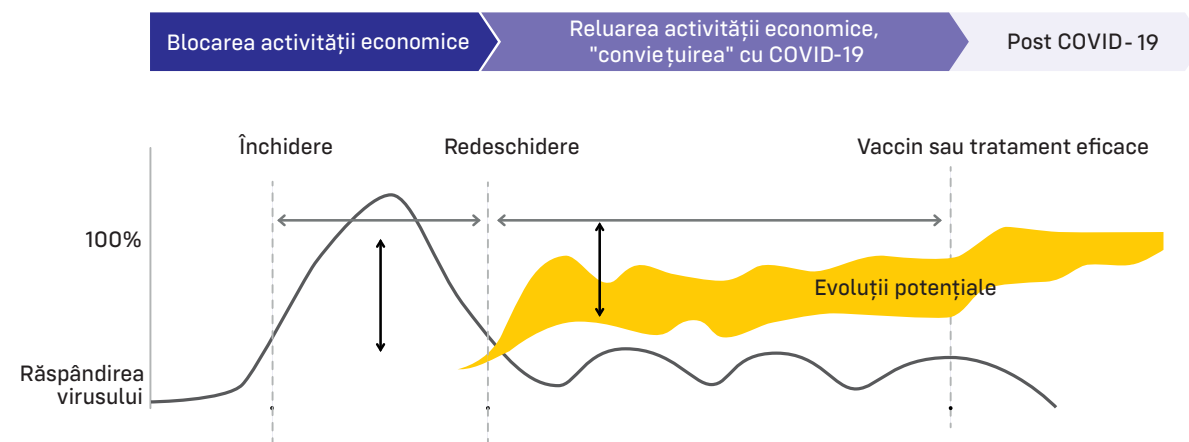 Blocarea activității economice
Reluarea activității economice,
"conviețuirea" cu COVID-19
Post COVID- 19
Închidere
Redeschidere
Vaccin sau tratament eficace
100%
Evoluții potențiale
Răspândirea
virusului